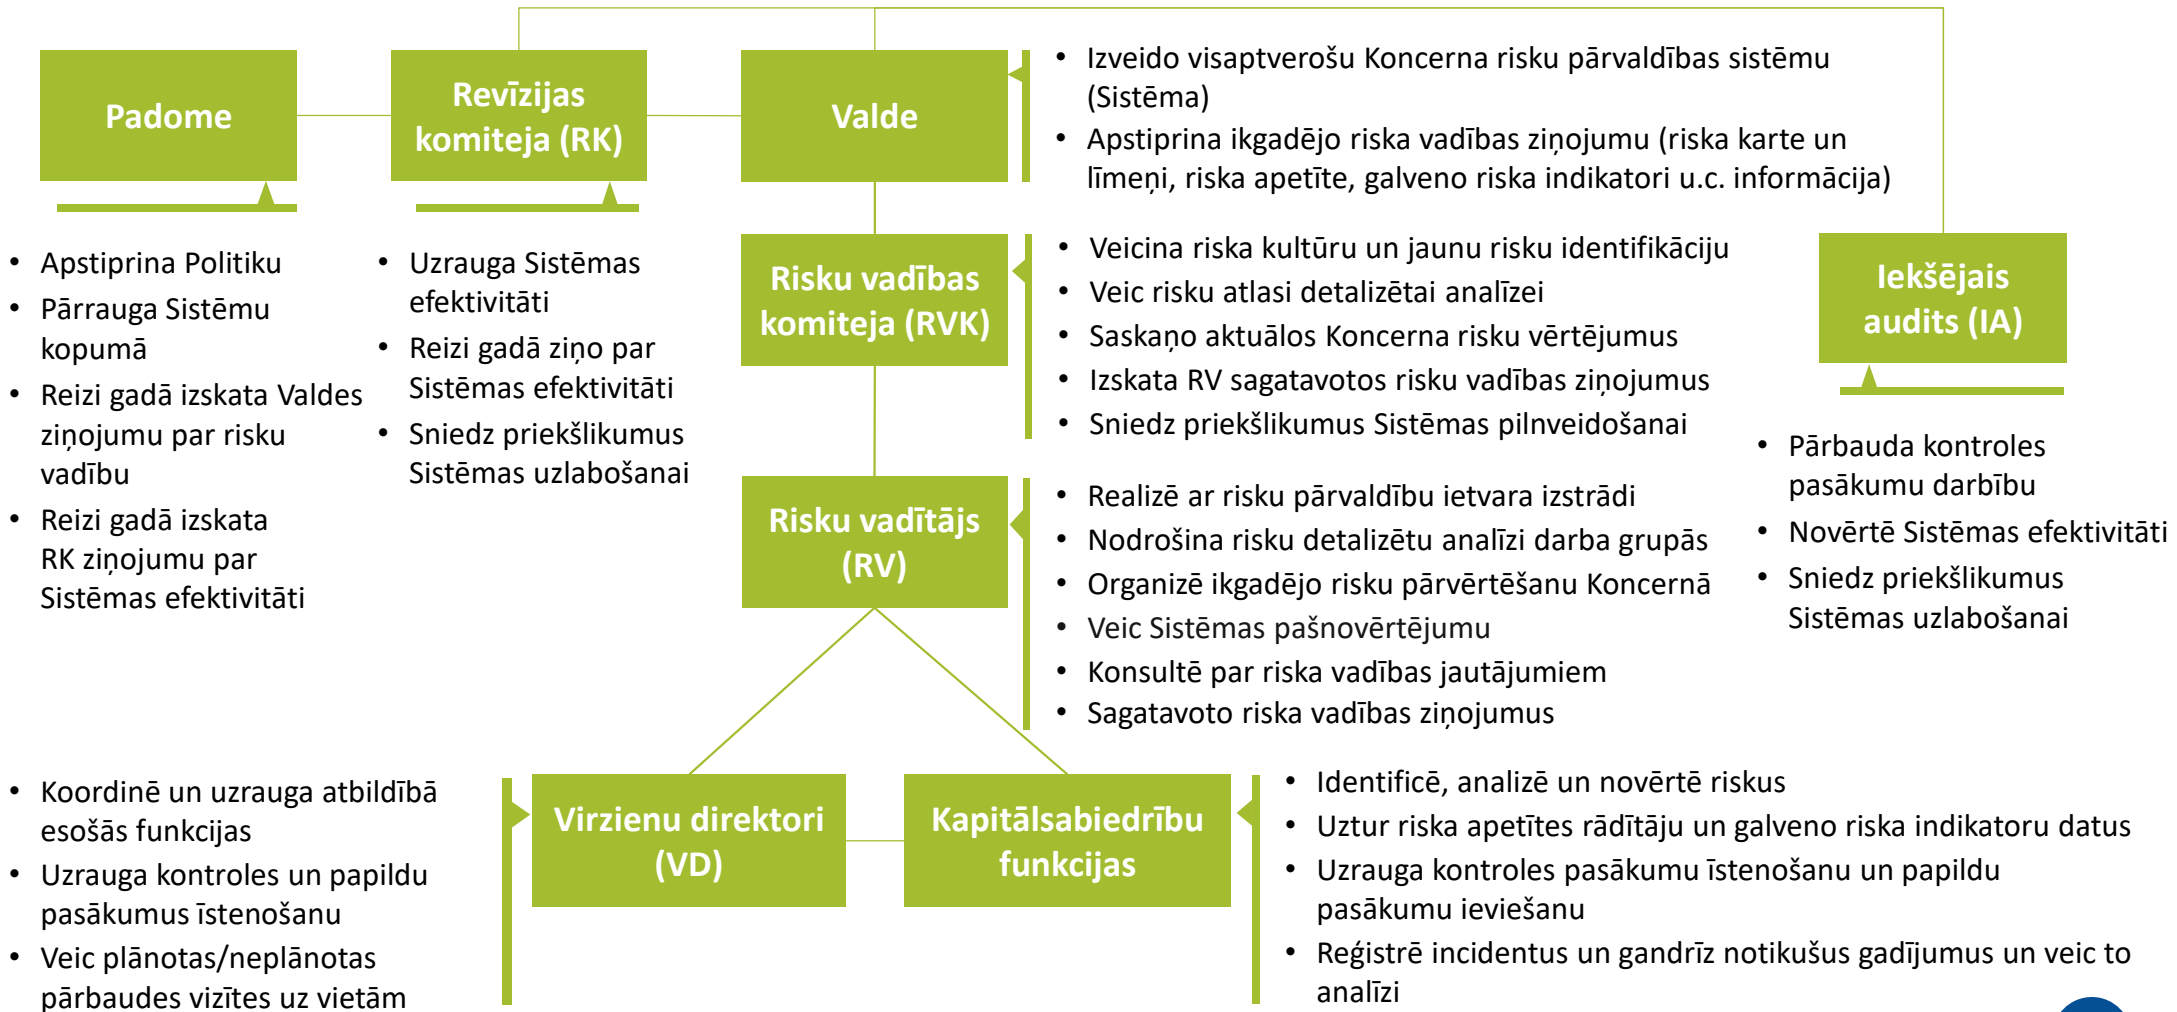 Padome
Revīzijas
komiteja (RK)
Valde
• Izveido visaptverošu Koncerna risku pārvaldības sistēmu
(Sistēma)
• Apstiprina ikgadējo riska vadības ziņojumu (riska karte un
līmeņi, riska apetīte, galveno riska indikatori u.c. informācija)
• Apstiprina Politiku
• Pārrauga Sistēmu
kopumā
• Reizi gadā izskata Valdes
ziņojumu par risku
vadību
• Reizi gadā izskata
RK ziņojumu par
Sistēmas efektivitāti
• Uzrauga Sistēmas
efektivitāti
• Reizi gadā ziņo par
Sistēmas efektivitāti
• Sniedz priekšlikumus
Sistēmas uzlabošanai
Risku vadības
komiteja (RVK)
• Veicina riska kultūru un jaunu risku identifikāciju
• Veic risku atlasi detalizētai analīzei
• Saskaņo aktuālos Koncerna risku vērtējumus
• Izskata RV sagatavotos risku vadības ziņojumus
• Sniedz priekšlikumus Sistēmas pilnveidošanai
Iekšējais
audits (IA)
• Pārbauda kontroles
pasākumu darbību
• Novērtē Sistēmas efektivitāti
• Sniedz priekšlikumus
Sistēmas uzlabošanai
Risku vadītājs
(RV)
• Realizē ar risku pārvaldību ietvara izstrādi
• Nodrošina risku detalizētu analīzi darba grupās
• Organizē ikgadējo risku pārvērtēšanu Koncernā
• Veic Sistēmas pašnovērtējumu
• Konsultē par riska vadības jautājumiem
• Sagatavoto riska vadības ziņojumus
• Koordinē un uzrauga atbildībā
esošās funkcijas
• Uzrauga kontroles un papildu
pasākumus īstenošanu
• Veic plānotas/neplānotas
pārbaudes vizītes uz vietām
Virzienu direktori
(VD)
Kapitālsabiedrību
funkcijas
• Identificē, analizē un novērtē riskus
• Uztur riska apetītes rādītāju un galveno riska indikatoru datus
• Uzrauga kontroles pasākumu īstenošanu un papildu
pasākumu ieviešanu
• Reģistrē incidentus un gandrīz notikušus gadījumus un veic to
analīzi